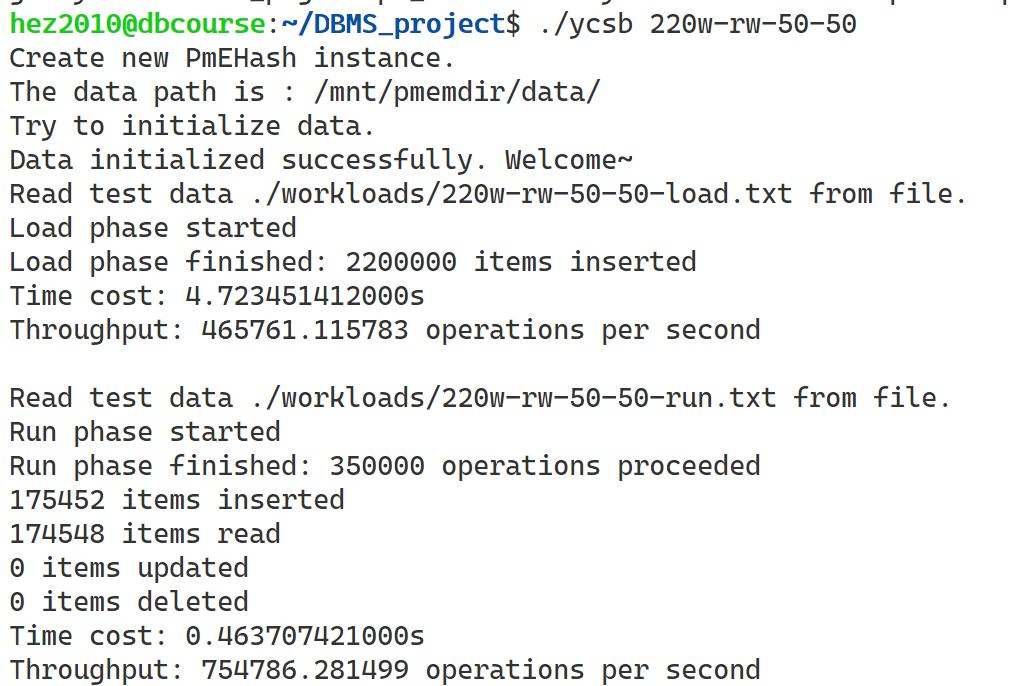 hez2010@dbcourse:~/DBMS_project$ ./ycsb 220w-rw-50-50
Create new PmEHash instance.
The data path is : /mnt/pmemdir/data/
Try to initialize data.
Data initialized successfully. Welcome~
Read test data ./workloads/220w-rw-50-50-load.txt from file.
Load phase started
Load phase finished: 2200000 items inserted
Time cost: 4.723451412000s
Throughput: 465761.115783 operations per second

Read test data ./workloads/220w-rw-50-50-run.txt from file.
Run phase started
Run phase finished: 350000 operations proceeded
175452 items inserted
174548 items read
0 items updated
0 items deleted
Time cost: 0.463707421000s
Throughput: 754786.281499 operations per second